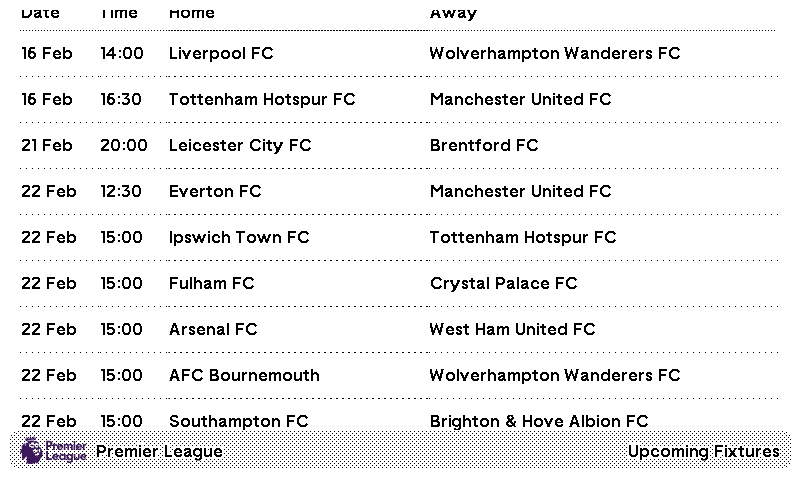 Date Time Home Away
16 Feb 14:00 Liverpool FC Wolverhampton Wanderers FC
16 Feb 16:30 Tottenham Hotspur FC Manchester United FC
21 Feb 20:00 Leicester City FC Brentford FC
22 Feb 12:30 Everton FC Manchester United FC
22 Feb 15:00 Ipswich Town FC Tottenham Hotspur FC
22 Feb 15:00 Fulham FC Crystal Palace FC
22 Feb 15:00 Arsenal FC West Ham United FC
22 Feb 15:00 AFC Bournemouth Wolverhampton Wanderers FC
22 Feb 15:00 Southampton FC Brighton & Hove Albion FC
Premier League Premier League Upcoming Fixtures